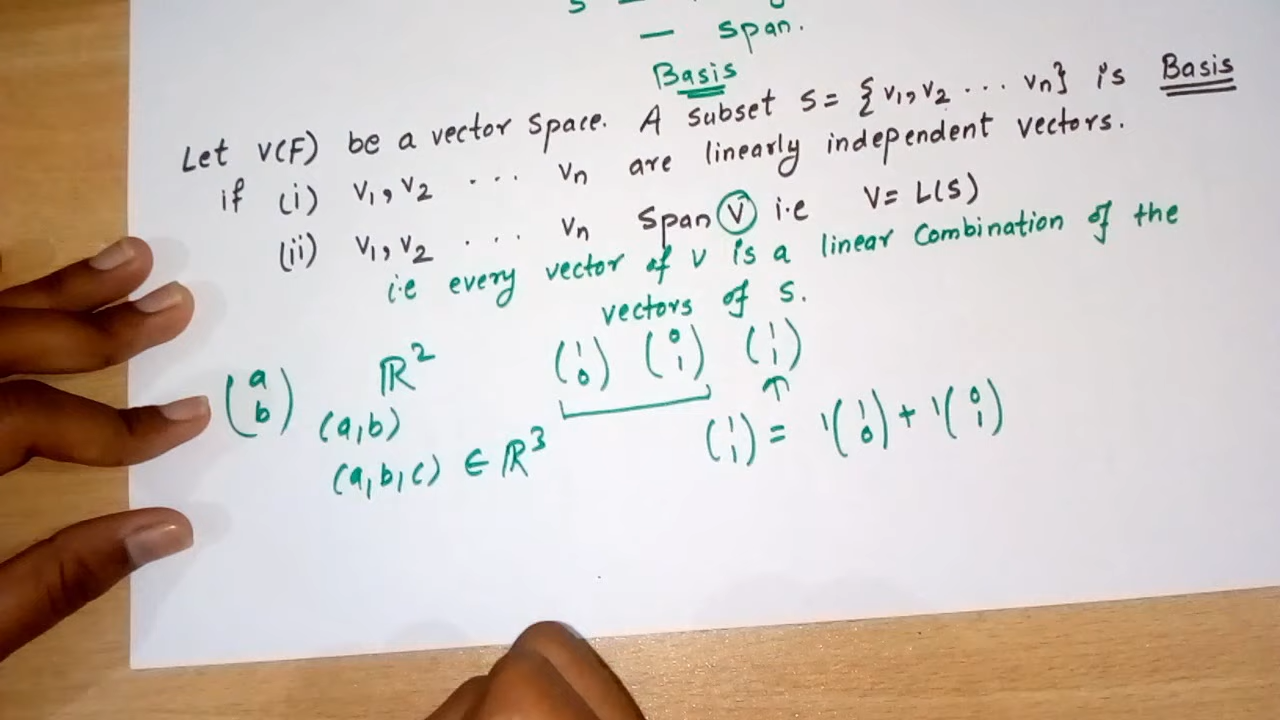 S —
— span.
Basis
Let V(F) be a vector space. A subset S = {v₁, v₂ ... vₙ} is Basis
if (i) v₁, v₂ ... vₙ are linearly independent vectors.
(ii) v₁, v₂ ... vₙ span V i.e V = L(S)
i.e every vector of V is a linear combination of the
vectors of S.
(a b) ℝ² (1 0) (0 1) (1 1)
(a,b) ↑
(1 1) = 1(1 0) + 1(0 1)
(a,b,c) ∈ ℝ³